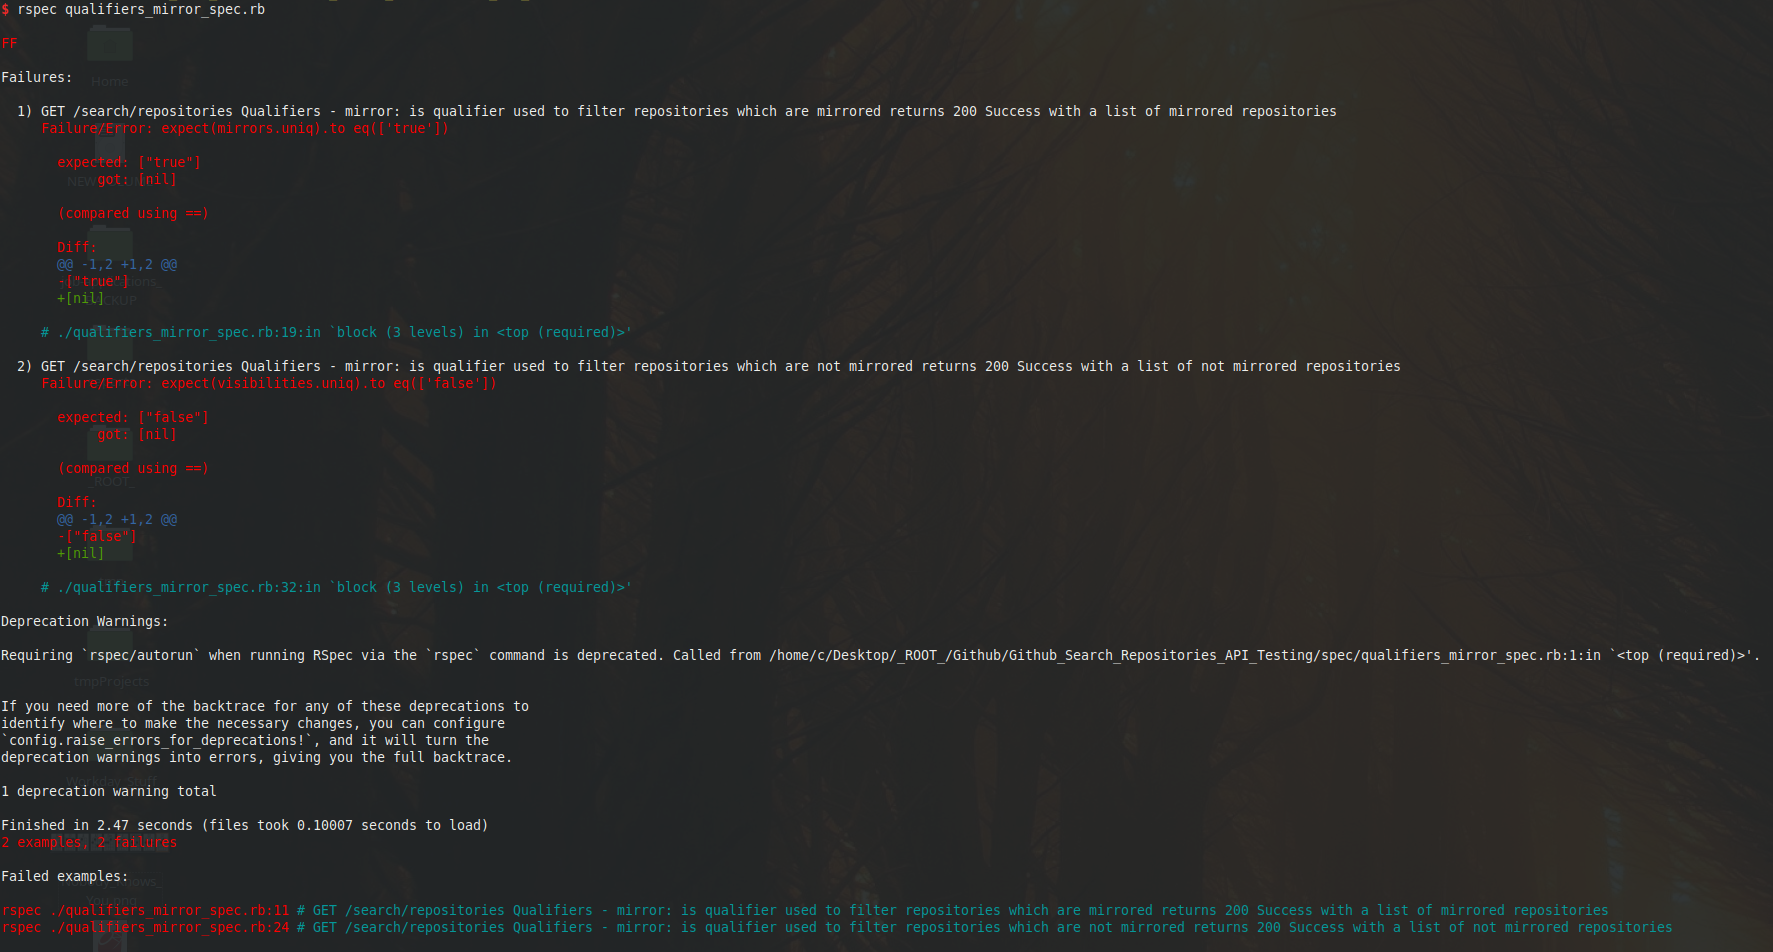 $ rspec qualifiers_mirror_spec.rb
FF
Failures:
Home
1) GET /search/repositories Qualifiers - mirror: is qualifier used to filter repositories which are mirrored returns 200 Success with a list of mirrored repositories
Failure/Error: expect(mirrors.uniq).to eq(['true'])
expected: ["true"]
got: [nil]
(compared using ==)
Diff:
@@ -1,2 +1,2 @@
-["true"]
+[nil]
# ./qualifiers_mirror_spec.rb:19:in `block (3 levels) in <top (required)>'
2) GET /search/repositories Qualifiers - mirror: is qualifier used to filter repositories which are not mirrored returns 200 Success with a list of not mirrored repositories
Failure/Error: expect(visibilities.uniq).to eq(['false'])
expected: ["false"]
got: [nil]
(compared using ==)
_ROOT_
Diff:
@@ -1,2 +1,2 @@
-["false"]
+[nil]
# ./qualifiers_mirror_spec.rb:32:in `block (3 levels) in <top (required)>'
Deprecation Warnings:
Requiring `rspec/autorun` when running RSpec via the `rspec` command is deprecated. Called from /home/c/Desktop/_ROOT_/Github/Github_Search_Repositories_API_Testing/spec/qualifiers_mirror_spec.rb:1:in `<top (required)>'.
tmpProjects
If you need more of the backtrace for any of these deprecations to
identify where to make the necessary changes, you can configure
`config.raise_errors_for_deprecations!`, and it will turn the
deprecation warnings into errors, giving you the full backtrace.
Workday_Stuff
1 deprecation warning total
Finished in 2.47 seconds (files took 0.10007 seconds to load)
2 examples, 2 failures
Failed examples:
rspec ./qualifiers_mirror_spec.rb:11 # GET /search/repositories Qualifiers - mirror: is qualifier used to filter repositories which are mirrored returns 200 Success with a list of mirrored repositories
rspec ./qualifiers_mirror_spec.rb:24 # GET /search/repositories Qualifiers - mirror: is qualifier used to filter repositories which are not mirrored returns 200 Success with a list of not mirrored repositories